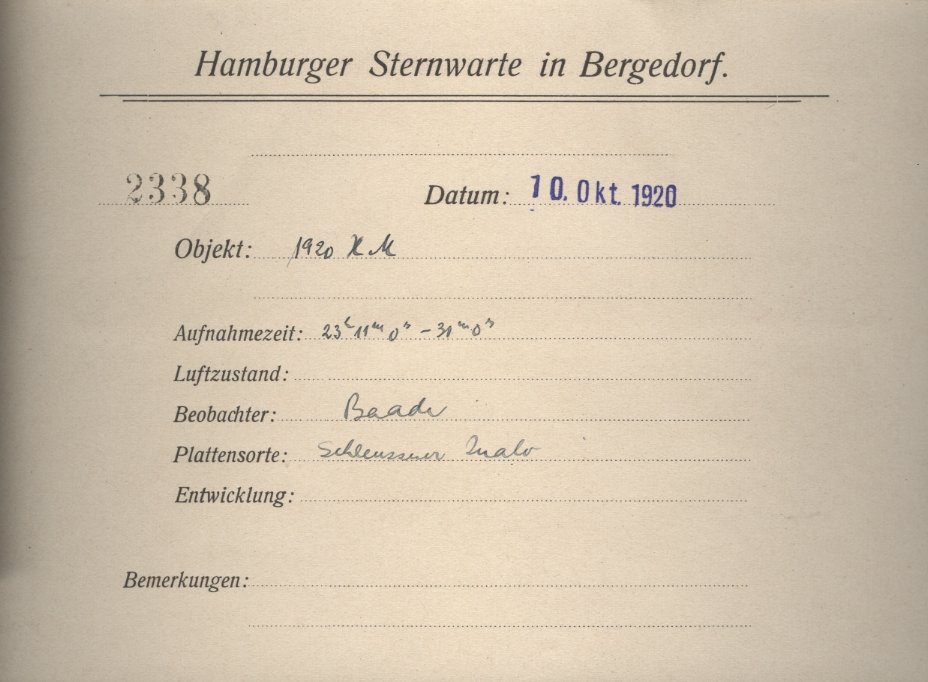 Hamburger Sternwarte in Bergedorf.
2338 Datum: 10. Okt. 1920
Objekt: 1920
Aufnahmezeit: 23h 11m 0s - 31m 0s
Luftzustand:
Beobachter: Baade
Plattensorte: Schleussner
Entwicklung:
Bemerkungen: